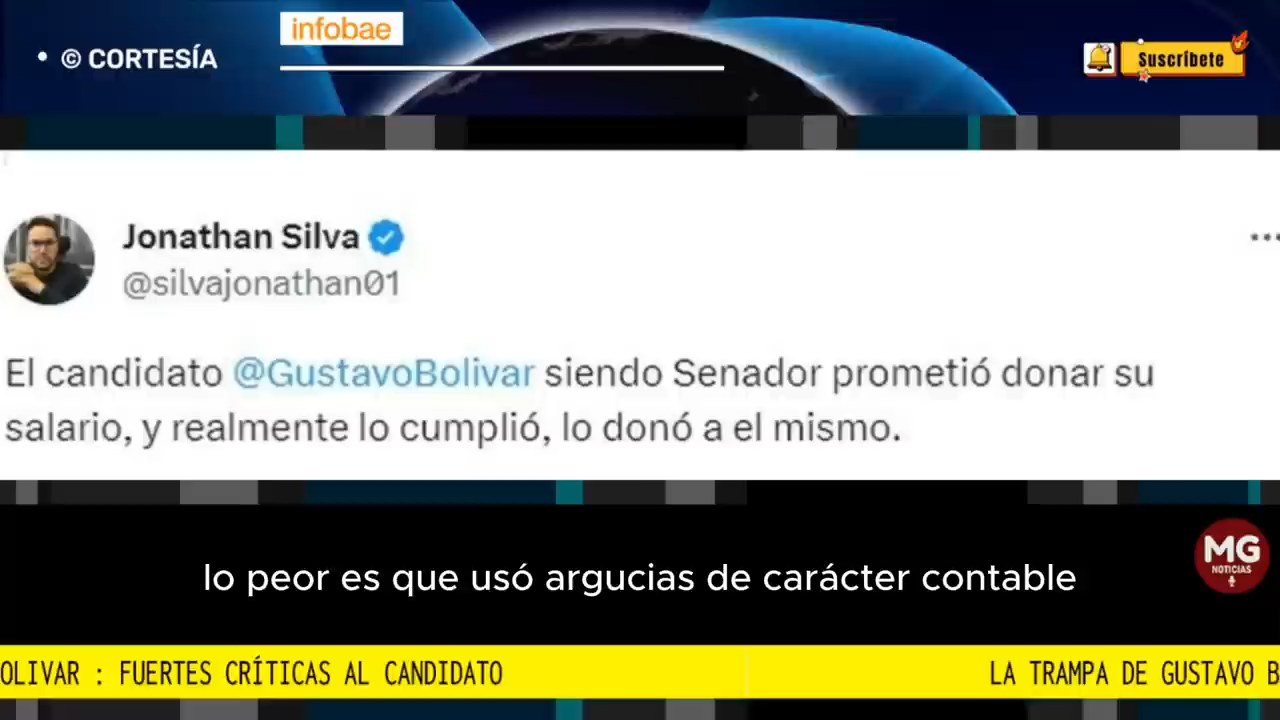 infobae
• © CORTESÍA
Suscríbete
Jonathan Silva
@silvajonathan01
El candidato @GustavoBolivar siendo Senador prometió donar su
salario, y realmente lo cumplió, lo donó a el mismo.
lo peor es que usó argucias de carácter contable
MG
NOTICIAS
OLIVAR : FUERTES CRÍTICAS AL CANDIDATO
LA TRAMPA DE GUSTAVO B